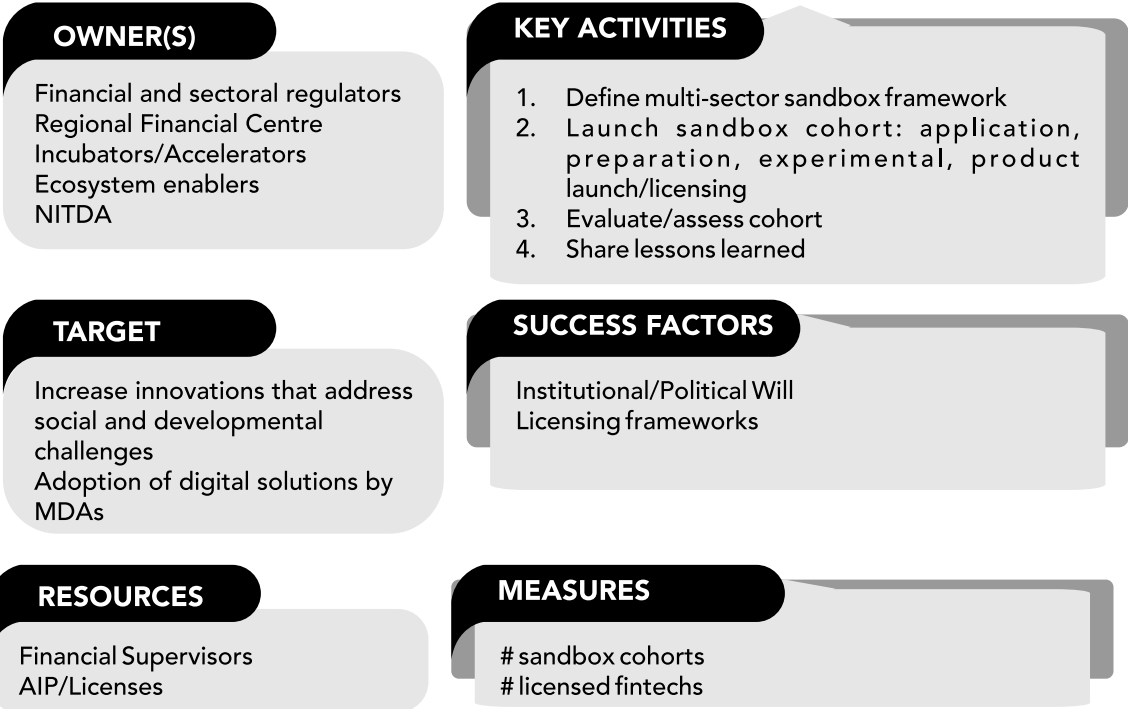 OWNER(S)
Financial and sectoral regulators
Regional Financial Centre
Incubators/Accelerators
Ecosystem enablers
NITDA
KEY ACTIVITIES
1. Define multi-sector sandbox framework
2. Launch sandbox cohort: application,
preparation, experimental, product
launch/licensing
3. Evaluate/assess cohort
4. Share lessons learned
TARGET
Increase innovations that address
social and developmental
challenges
Adoption of digital solutions by
MDAs
SUCCESS FACTORS
Institutional/Political Will
Licensing frameworks
RESOURCES
Financial Supervisors
AIP/Licenses
MEASURES
# sandbox cohorts
# licensed fintechs